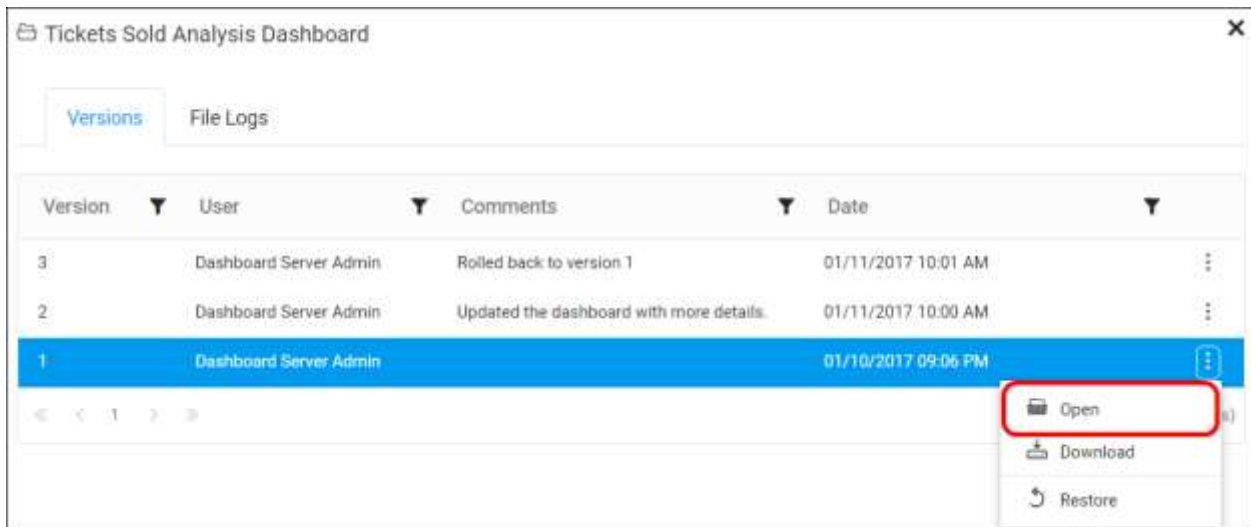 Tickets Sold Analysis Dashboard
Versions File Logs
Version User Comments Date
3 Dashboard Server Admin Rolled back to version 1 01/11/2017 10:01 AM
2 Dashboard Server Admin Updated the dashboard with more details. 01/11/2017 10:00 AM
1 Dashboard Server Admin 01/10/2017 09:06 PM
1 s)
Open
Download
Restore